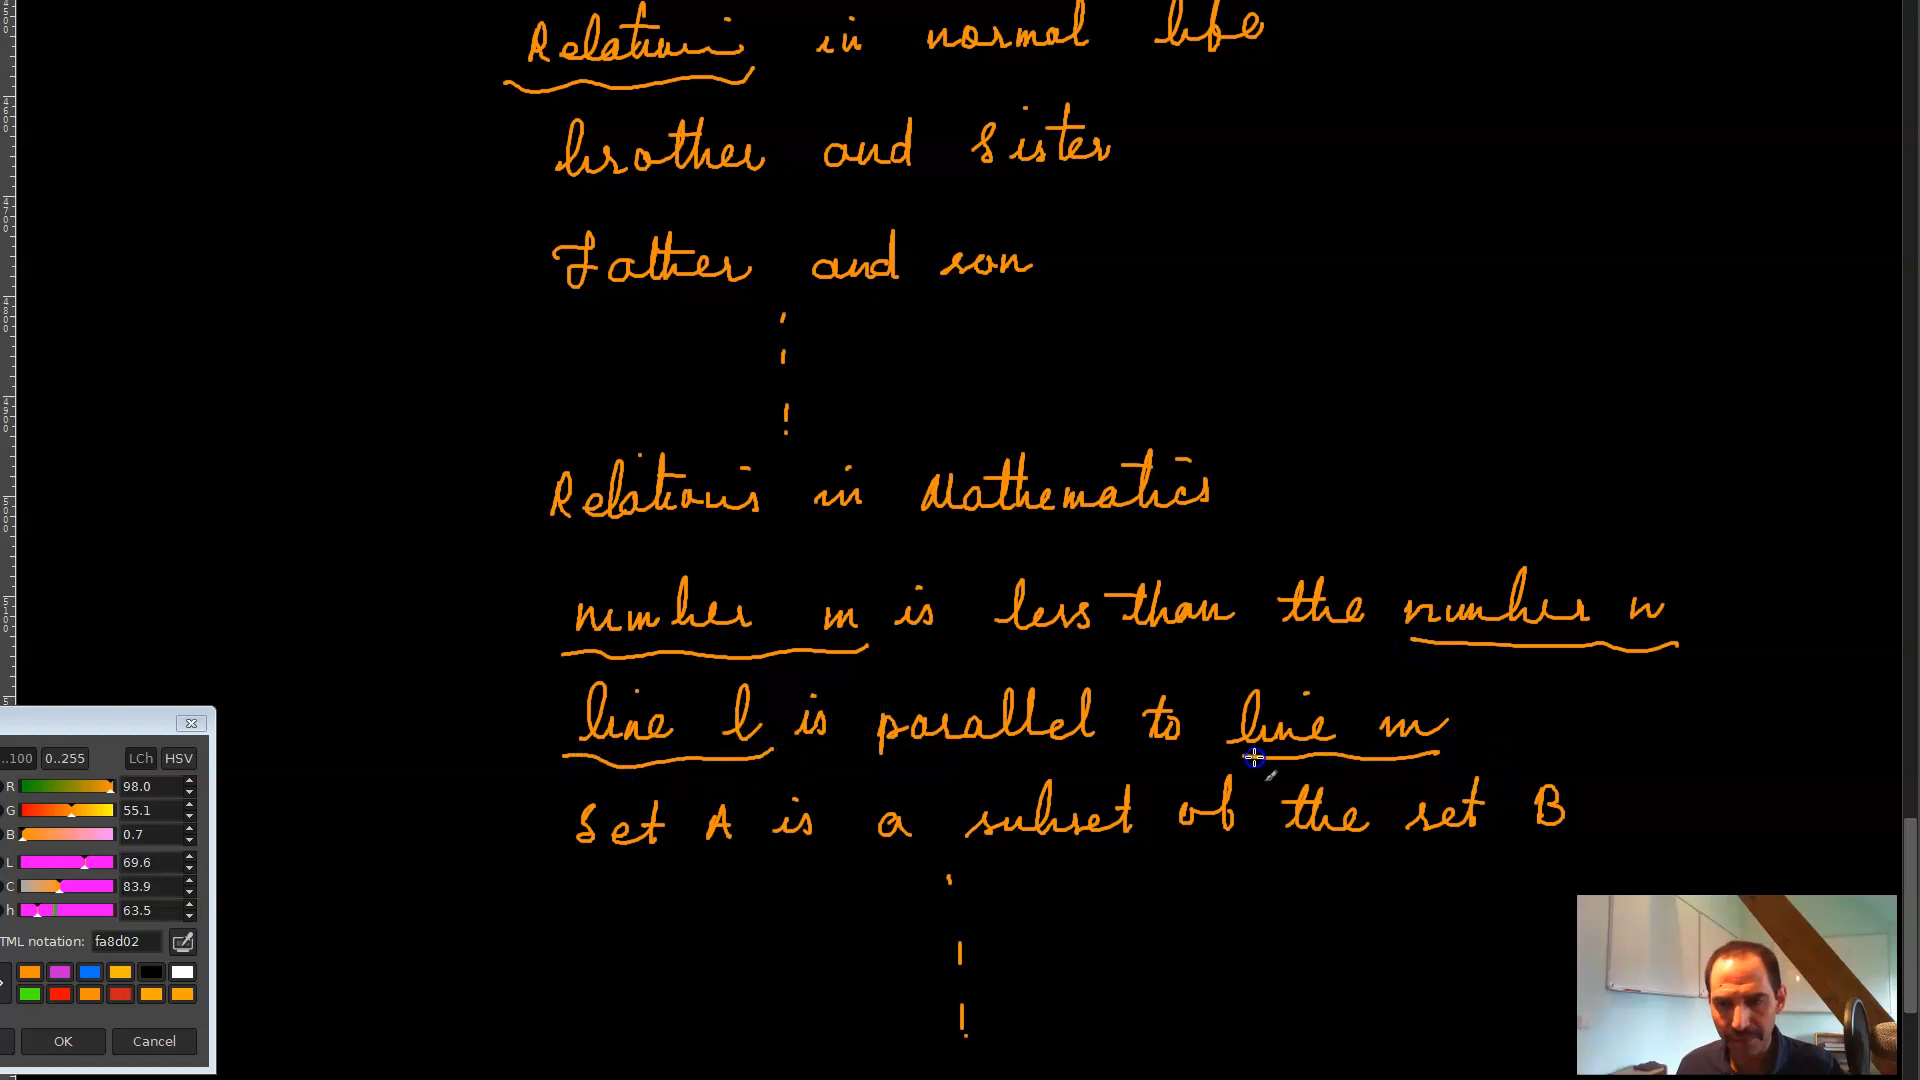 Relation in normal life
brother and Sister
Father and son
Relations in Mathematics
number m is less than the number n
line l is parallel to line m
Set A is a subset of the set B
..100 0..255 LCh HSV
R 98.0
G 55.1
B 0.7
L 69.6
C 83.9
h 63.5
TML notation: fa8d02
OK Cancel